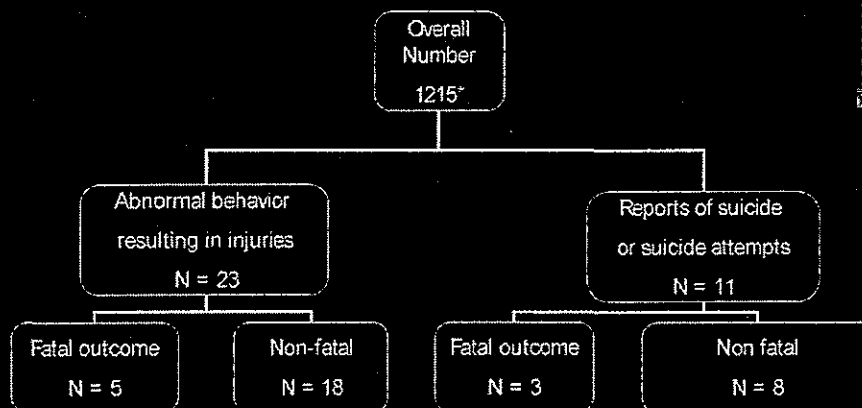 Overall
Number
1215*
Abnormal behavior
resulting in injuries
N = 23
Reports of suicide
or suicide attempts
N = 11
Fatal outcome
N = 5
Non-fatal
N = 18
Fatal outcome
N = 3
Non fatal
N = 8